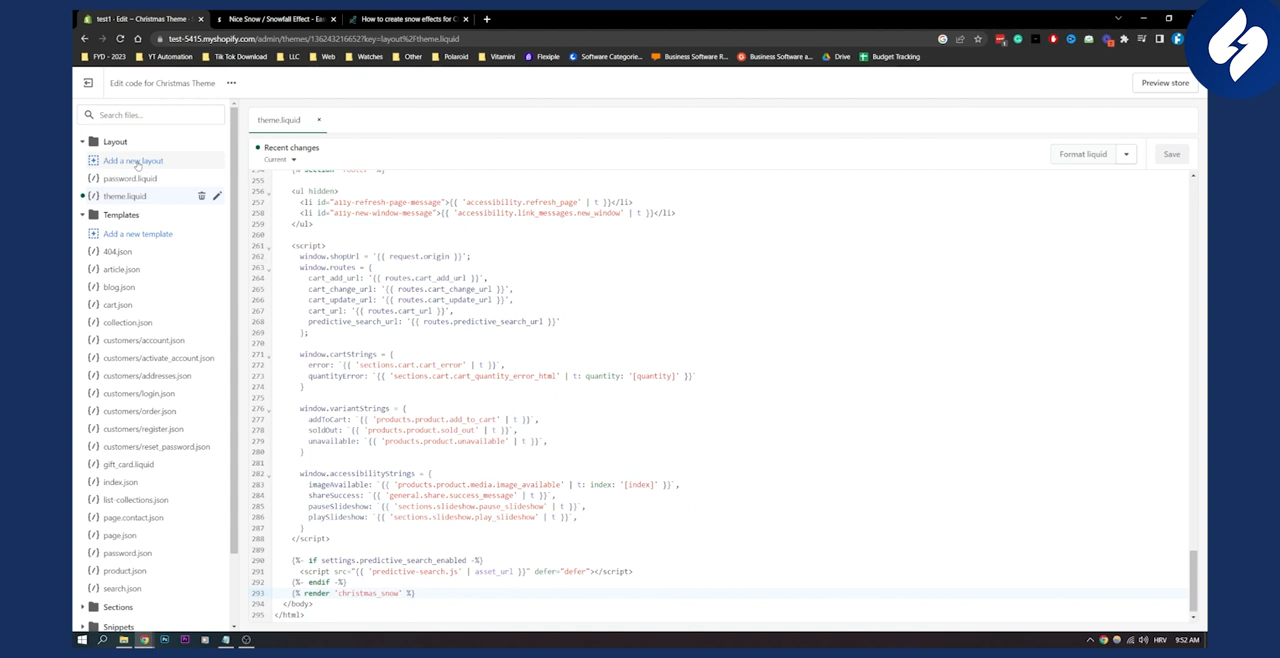 test1 - Edit ~ Christmas Theme
Nice Snow / Snowfall Effect - Ea
How to create snow effects for C
test-5415.myshopify.com/admin/themes/136243216652?key=layout%2Ftheme.liquid
FYD - 2023
YT Automation
Tik Tok Download
LLC
Web
Watches
Other
Polaroid
Vitamini
Flexiple
Software Categorie...
Business Software R...
Business Software a...
Drive
Budget Tracking
Edit code for Christmas Theme
Preview store
Search files...
Layout
Add a new layout
password.liquid
theme.liquid
Templates
Add a new template
404.json
article.json
blog.json
cart.json
collection.json
customers/account.json
customers/activate_account.json
customers/addresses.json
customers/login.json
customers/order.json
customers/register.json
customers/reset_password.json
gift_card.liquid
index.json
list-collections.json
page.contact.json
page.json
password.json
product.json
search.json
Sections
Snippets
theme.liquid
Recent changes
Current
Format liquid
Save
255
256 <ul hidden>
257 <li id="a11y-refresh-page-message">{{ 'accessibility.refresh_page' | t }}</li>
258 <li id="a11y-new-window-message">{{ 'accessibility.link_messages.new_window' | t }}</li>
259 </ul>
260
261 <script>
262 window.shopUrl = '{{ request.origin }}';
263 window.routes = {
264 cart_add_url: '{{ routes.cart_add_url }}',
265 cart_change_url: '{{ routes.cart_change_url }}',
266 cart_update_url: '{{ routes.cart_update_url }}',
267 cart_url: '{{ routes.cart_url }}',
268 predictive_search_url: '{{ routes.predictive_search_url }}'
269 };
270
271 window.cartStrings = {
272 error: `{{ 'sections.cart.cart_error' | t }}`,
273 quantityError: `{{ 'sections.cart.cart_quantity_error_html' | t: quantity: '[quantity]' }}`
274 }
275
276 window.variantStrings = {
277 addToCart: `{{ 'products.product.add_to_cart' | t }}`,
278 soldOut: `{{ 'products.product.sold_out' | t }}`,
279 unavailable: `{{ 'products.product.unavailable' | t }}`,
280 }
281
282 window.accessibilityStrings = {
283 imageAvailable: `{{ 'products.product.media.image_available' | t: index: '[index]' }}`,
284 shareSuccess: `{{ 'general.share.success_message' | t }}`,
285 pauseSlideshow: `{{ 'sections.slideshow.pause_slideshow' | t }}`,
286 playSlideshow: `{{ 'sections.slideshow.play_slideshow' | t }}`,
287 }
288 </script>
289
290 {%- if settings.predictive_search_enabled -%}
291 <script src="{{ 'predictive-search.js' | asset_url }}" defer="defer"></script>
292 {%- endif -%}
293 {% render 'christmas_snow' %}
294 </body>
295 </html>
HRV
9:52 AM